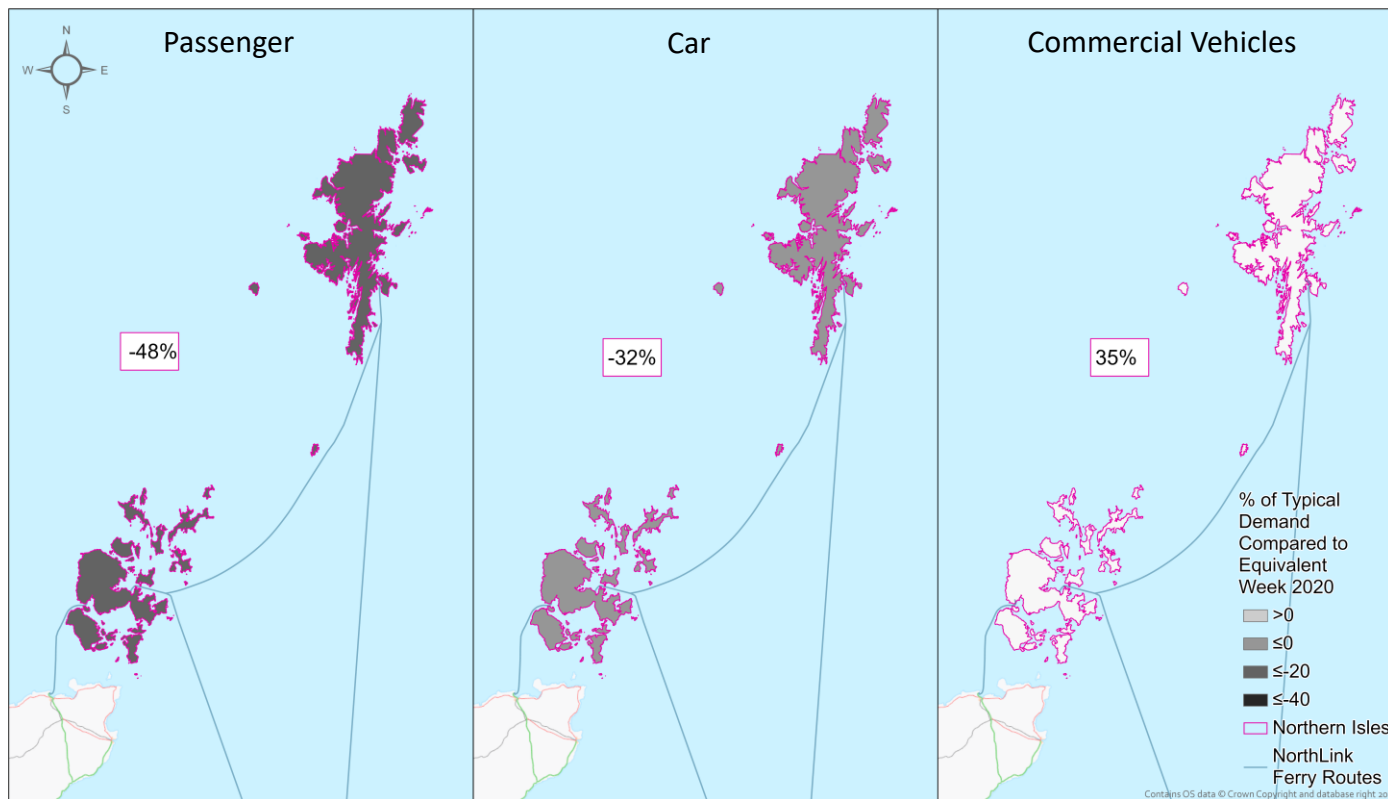 Passenger
Car
Commercial Vehicles
N
W E
S
-48%
-32%
35%
% of Typical
Demand
Compared to
Equivalent
Week 2020
>0
≤0
≤-20
≤-40
Northern Isles
NorthLink
Ferry Routes
Contains OS data © Crown Copyright and database right 20